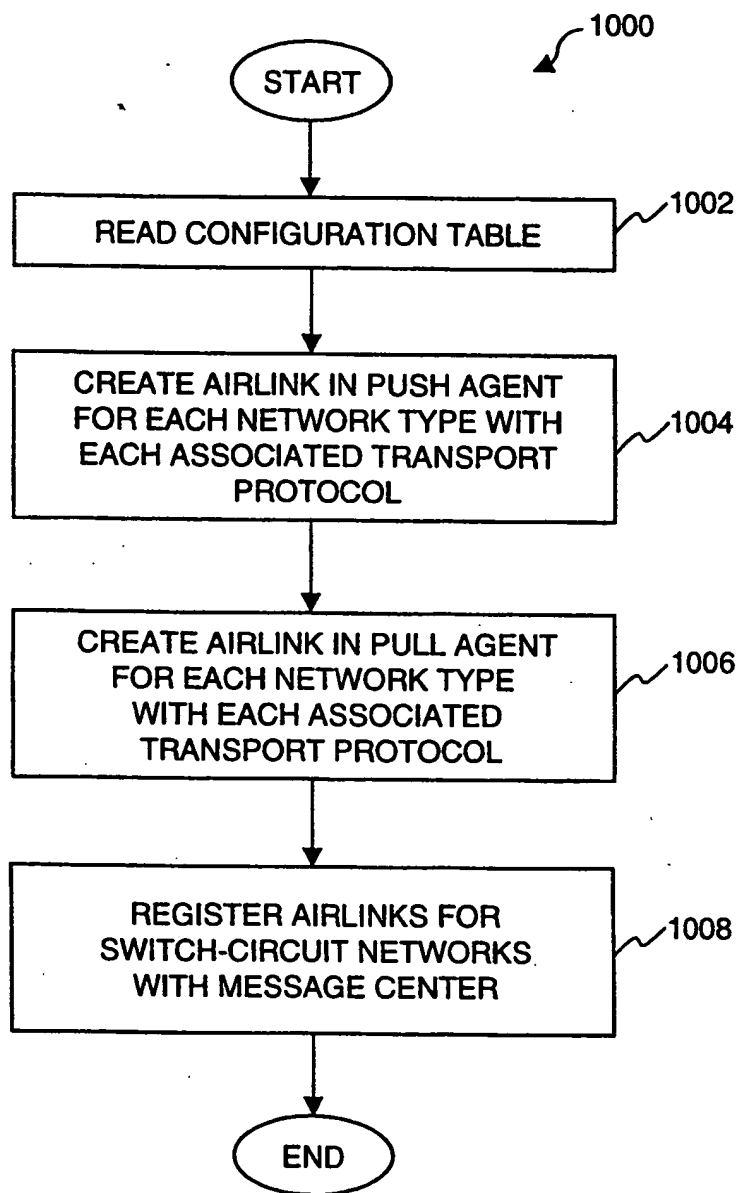 1000
START
READ CONFIGURATION TABLE
1002
CREATE AIRLINK IN PUSH AGENT
FOR EACH NETWORK TYPE WITH
EACH ASSOCIATED TRANSPORT
PROTOCOL
1004
CREATE AIRLINK IN PULL AGENT
FOR EACH NETWORK TYPE
WITH EACH ASSOCIATED
TRANSPORT PROTOCOL
1006
REGISTER AIRLINKS FOR
SWITCH-CIRCUIT NETWORKS
WITH MESSAGE CENTER
1008
END